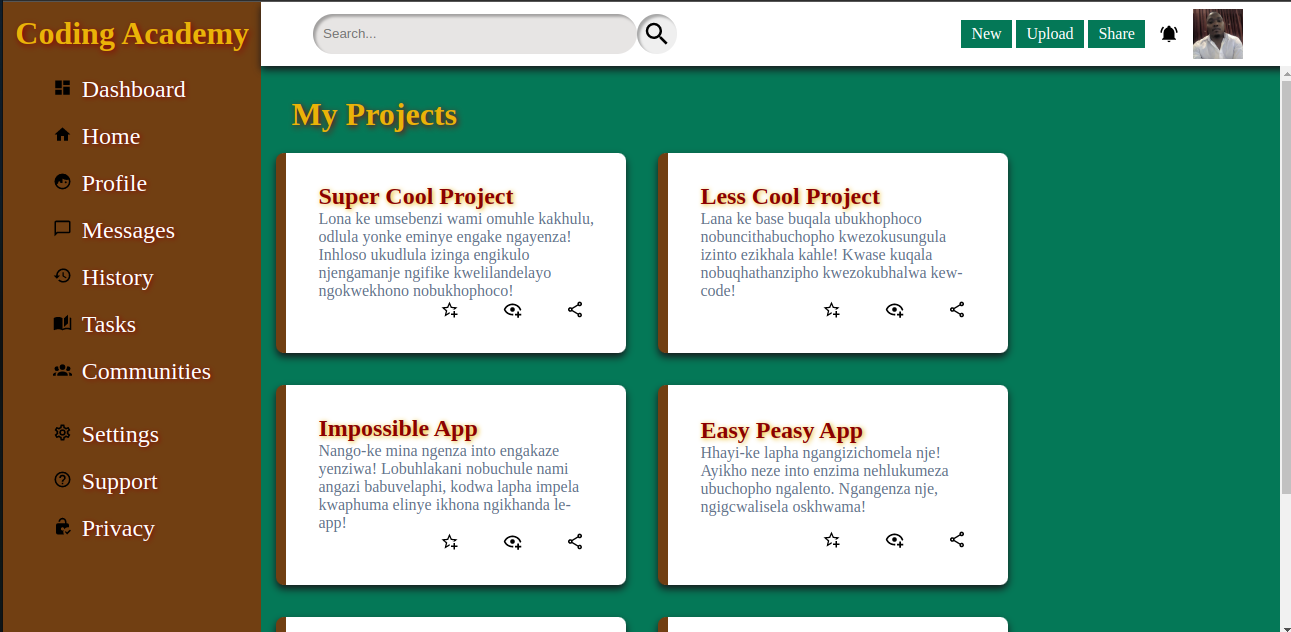 Coding Academy
Search...
New
Upload
Share
Dashboard
Home
Profile
Messages
History
Tasks
Communities
Settings
Support
Privacy
My Projects
Super Cool Project
Lona ke umsebenzi wami omuhle kakhulu,
odlula yonke eminye engake ngayenza!
Inhloso ukudlula izinga engikulo
njengamanje ngifike kwelilandelayo
ngokwekhono nobukhophoco!
Less Cool Project
Lana ke base buqala ubukhophoco
nobuncithabuchopho kwezokusungula
izinto ezikhala kahle! Kwase kuqala
nobuqhathanzipho kwezokubhalwa kew-
code!
Impossible App
Nango-ke mina ngenza into engakaze
yenziwa! Lobuhlakani nobuchule nami
angazi babuvelaphi, kodwa lapha impela
kwaphuma elinye ikhona ngikhanda le-
app!
Easy Peasy App
Hhayi-ke lapha ngangizichomela nje!
Ayikho neze into enzima nehlukumeza
ubuchopho ngalento. Ngangenza nje,
ngigcwalisela oskhwama!